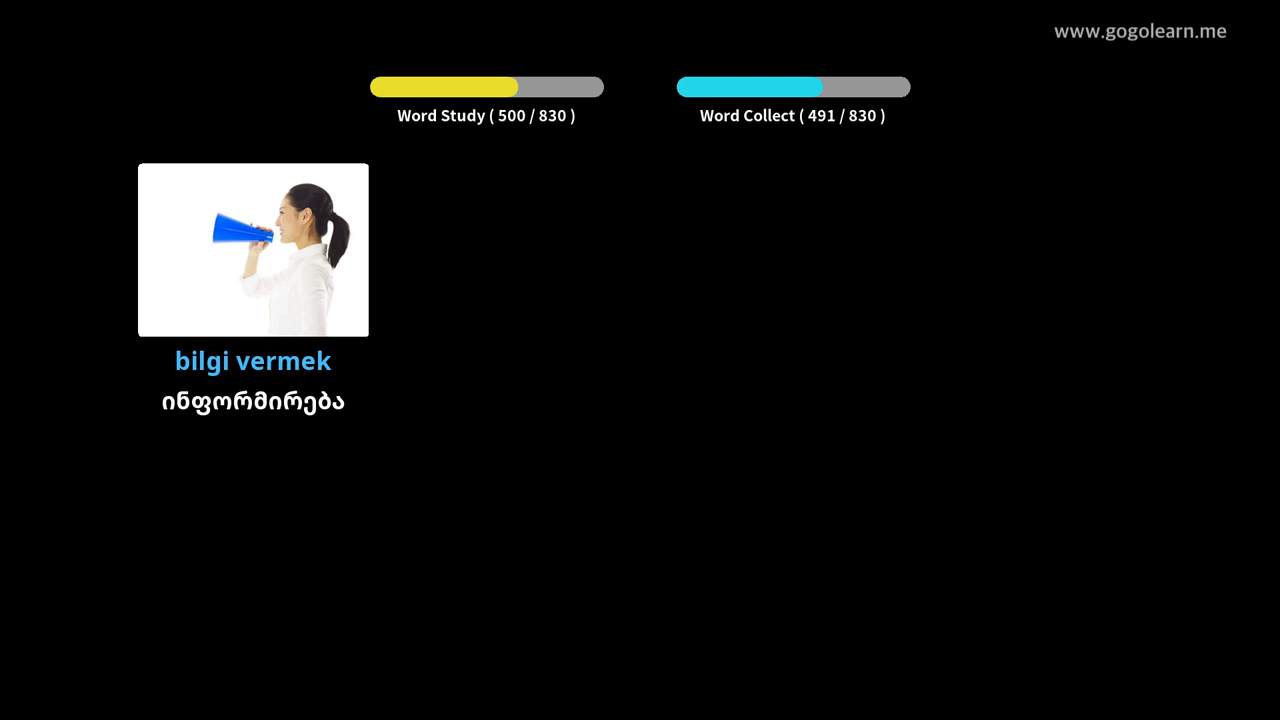 www.gogolearn.me
Word Study ( 500 / 830 )
Word Collect ( 491 / 830 )
bilgi vermek
ინფორმირება